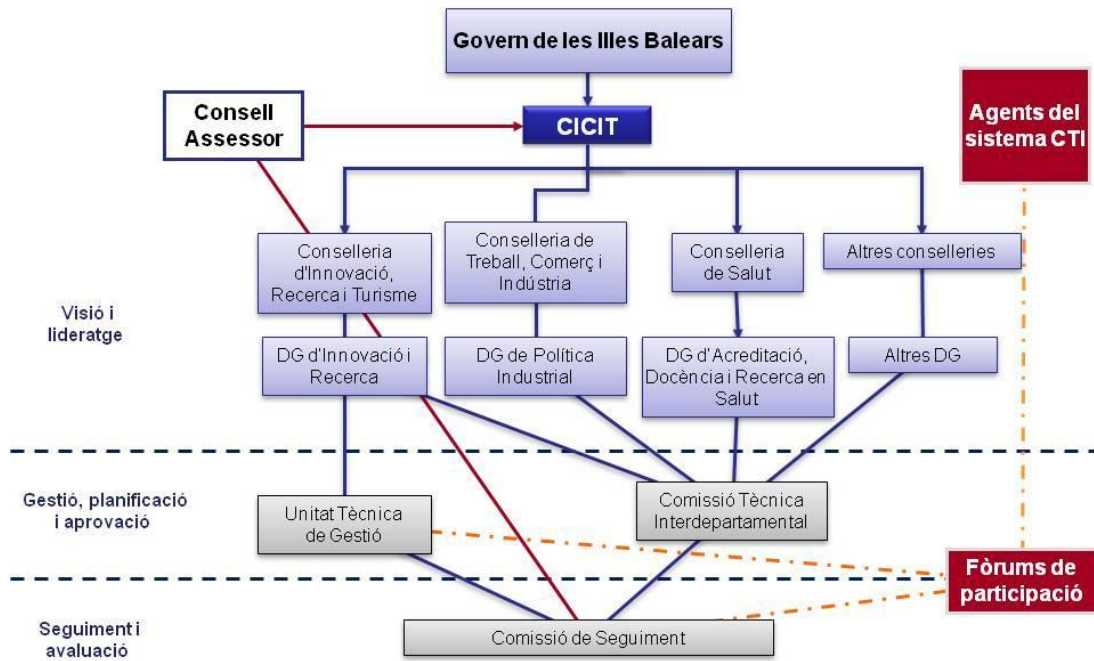 Govern de les Illes Balears
Consell
Assessor
CICIT
Agents del
sistema CTI
Conselleria
d'Innovació,
Recerca i Turisme
Conselleria de
Treball, Comerç i
Indústria
Conselleria
de Salut
Altres conselleries
Visió i
lideratge
DG d'Innovació i
Recerca
DG de Política
Industrial
DG d'Acreditació,
Docència i Recerca en
Salut
Altres DG
Gestió, planificació
i aprovació
Unitat Tècnica
de Gestió
Comissió Tècnica
Interdepartamental
Fòrums de
participació
Seguiment i
avaluació
Comissió de Seguiment